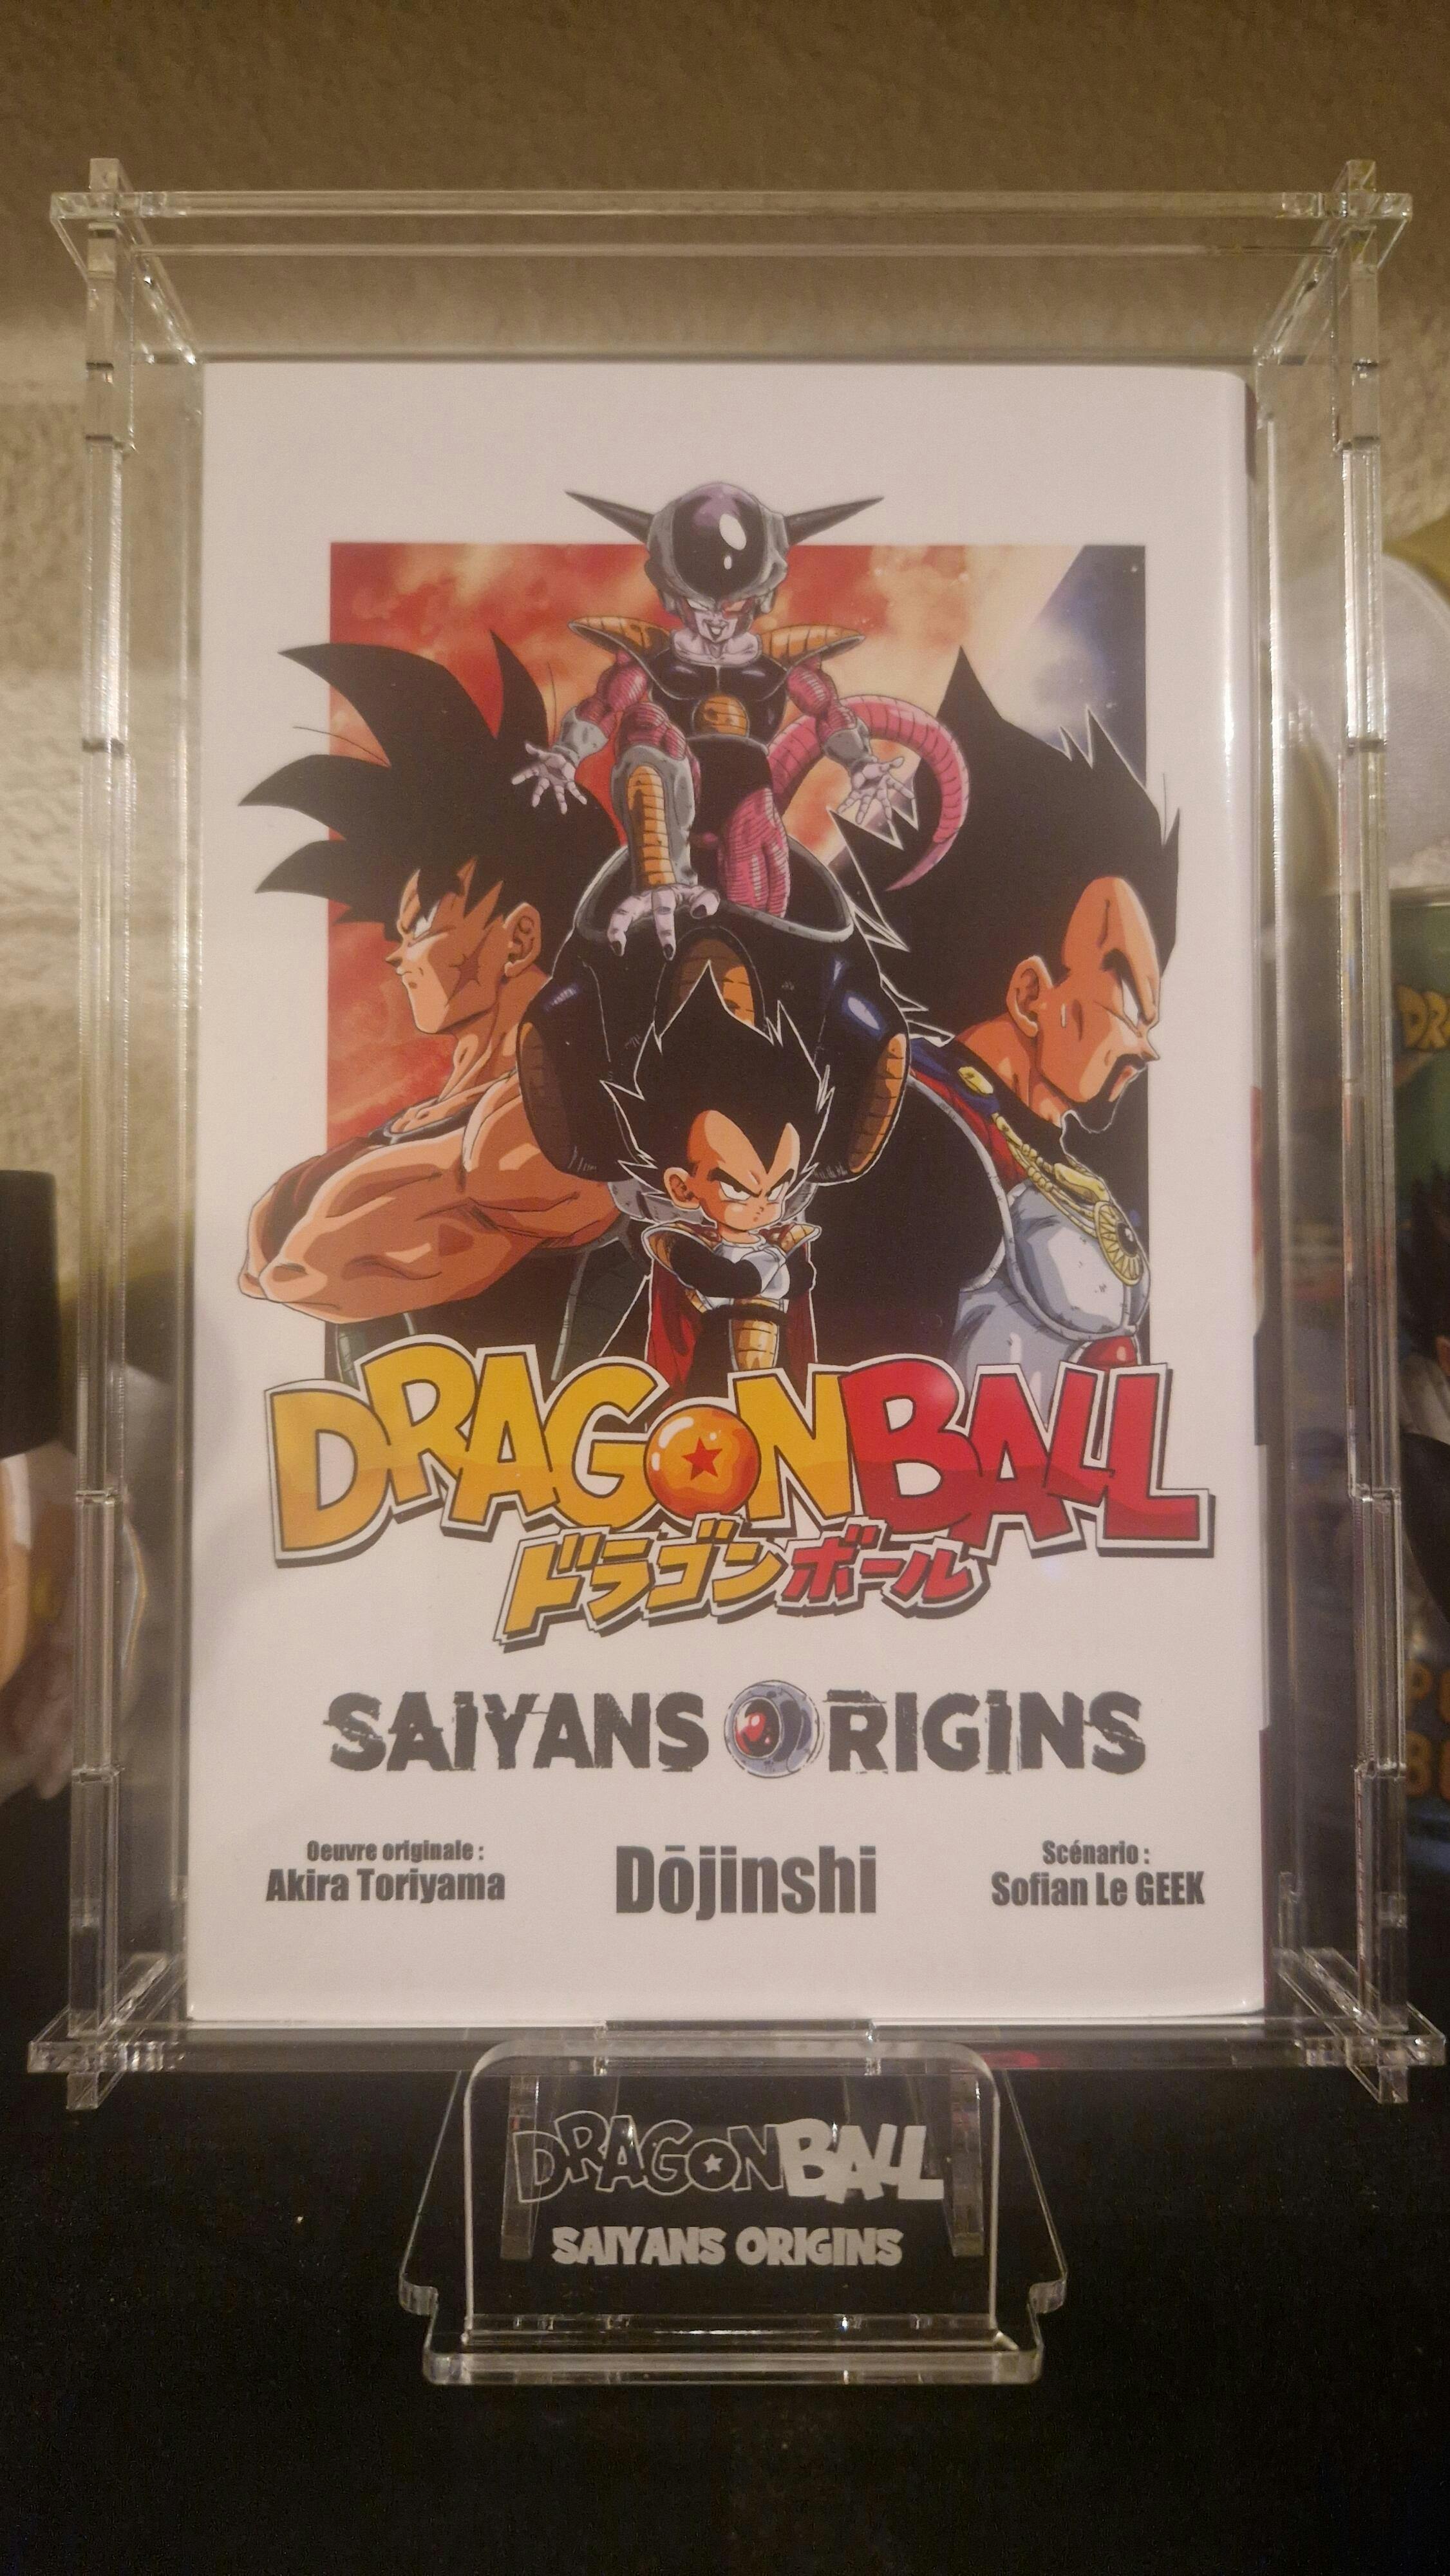 DRAGON BALL
ドラゴンボール
SAIYANS ORIGINS
Oeuvre originale :
Akira Toriyama
Dōjinshi
Scénario :
Sofian Le GEEK
DRAGON BALL
SAIYANS ORIGINS